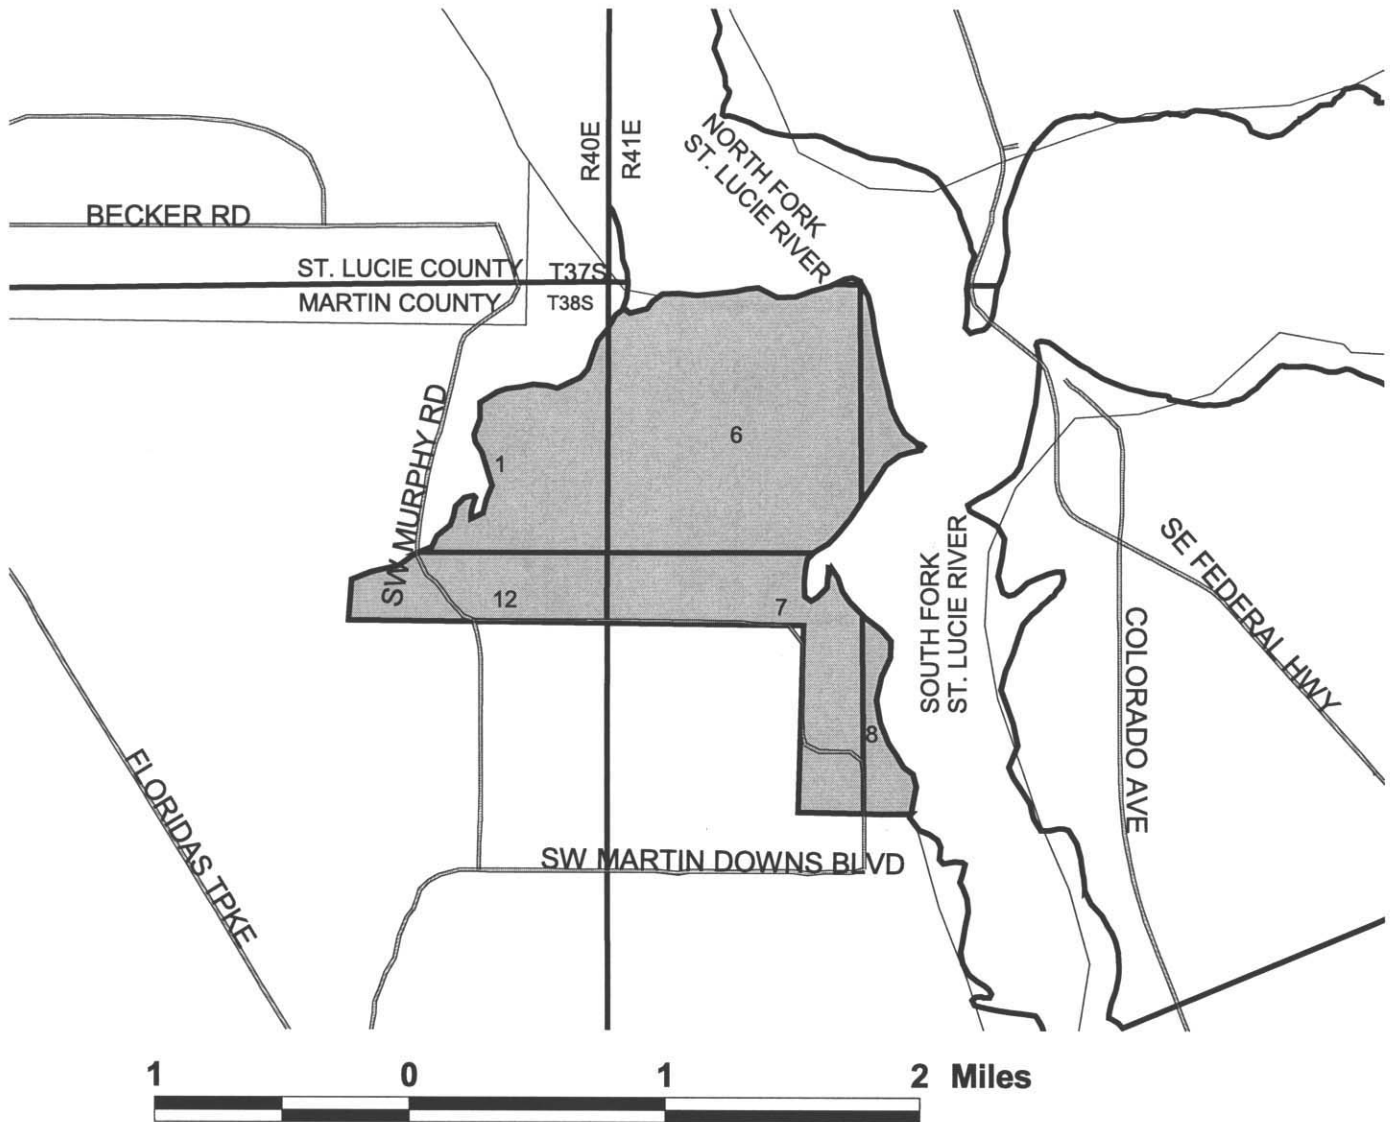 R40E
R41E
NORTH FORK
ST. LUCIE RIVER
BECKER RD
ST. LUCIE COUNTY
T37S
MARTIN COUNTY
T38S
SW MURPHY RD
6
1
12
7
8
SOUTH FORK
ST. LUCIE RIVER
SE FEDERAL HWY
COLORADO AVE
FLORIDAS TPKE
SW MARTIN DOWNS BLVD
1 0 1 2 Miles